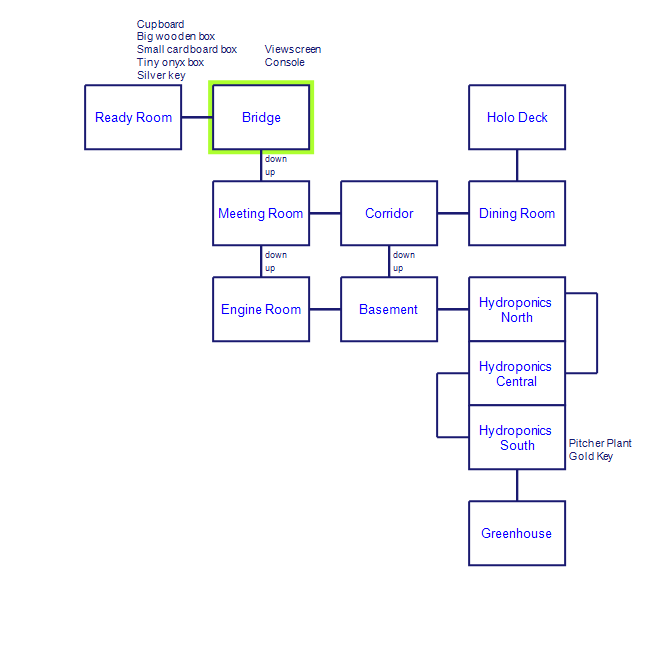 Cupboard
Big wooden box
Small cardboard box
Tiny onyx box
Silver key
Viewscreen
Console
Ready Room
Bridge
Holo Deck
down
up
Meeting Room
Corridor
Dining Room
down
up
down
up
Engine Room
Basement
Hydroponics
North
Hydroponics
Central
Hydroponics
South
Pitcher Plant
Gold Key
Greenhouse